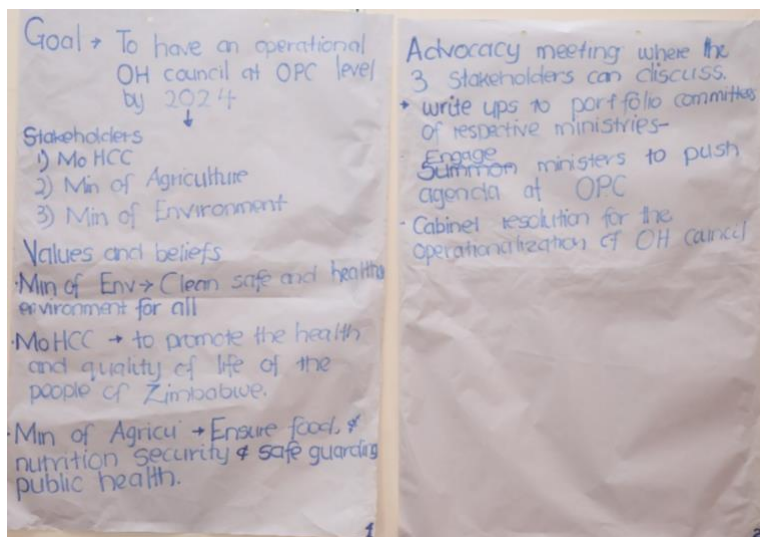 Goal → To have an operational
OH council at OPC level
by 2024
Stakeholders
1) MoHCC
2) Min of Agriculture
3) Min of Environment
Values and beliefs
·Min of Env → Clean safe and healthy
environment for all
·MoHCC → to promote the health
and quality of life of the
people of Zimbabwe.
·Min of Agricu → Ensure food &
nutrition security & safe guarding
public health.
1
Advocacy meeting where the
3 stakeholders can discuss.
• write ups to portfolio committees
of respective ministries-
Engage
Summon ministers to push
agenda at OPC
- Cabinet resolution for the
operationalization of OH council
2